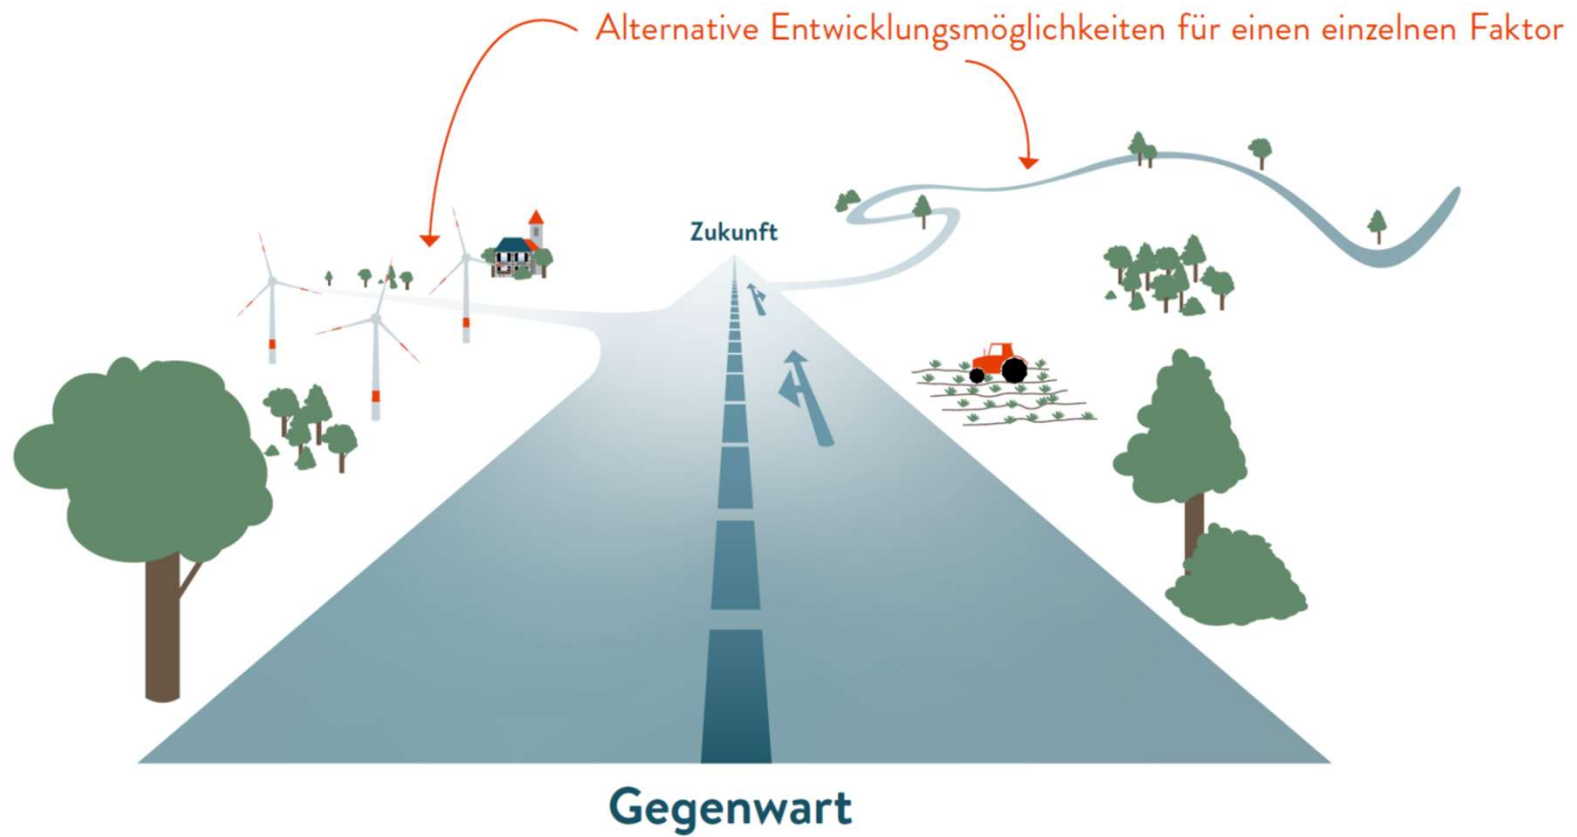 Alternative Entwicklungsmöglichkeiten für einen einzelnen Faktor
Zukunft
Gegenwart